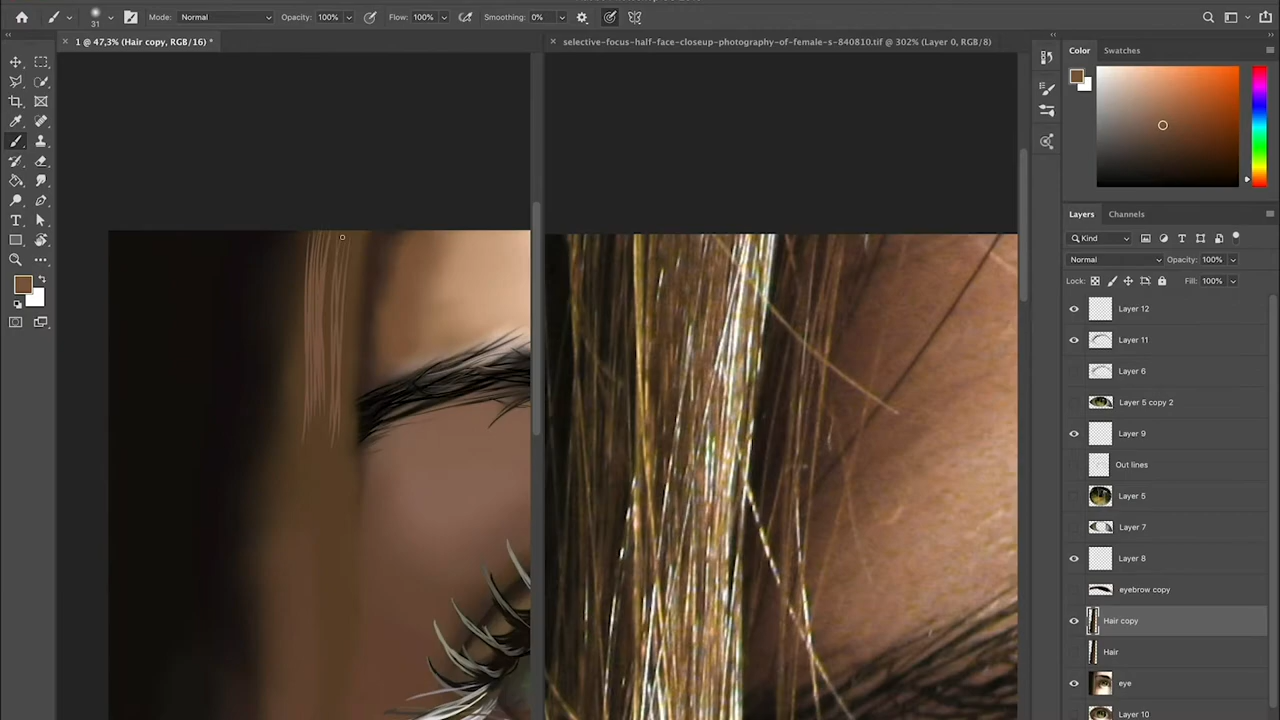 31
Mode: Normal
Opacity: 100%
Flow: 100%
Smoothing: 0%
1 @ 47,3% (Hair copy, RGB/16) *
selective-focus-half-face-closeup-photography-of-female-s-840810.tif @ 302% (Layer 0, RGB/8)
Color
Swatches
Layers
Channels
Kind
Normal
Opacity: 100%
Lock:
Fill: 100%
Layer 12
Layer 11
Layer 6
Layer 5 copy 2
Layer 9
Out lines
Layer 5
Layer 7
Layer 8
eyebrow copy
Hair copy
Hair
eye
Layer 10